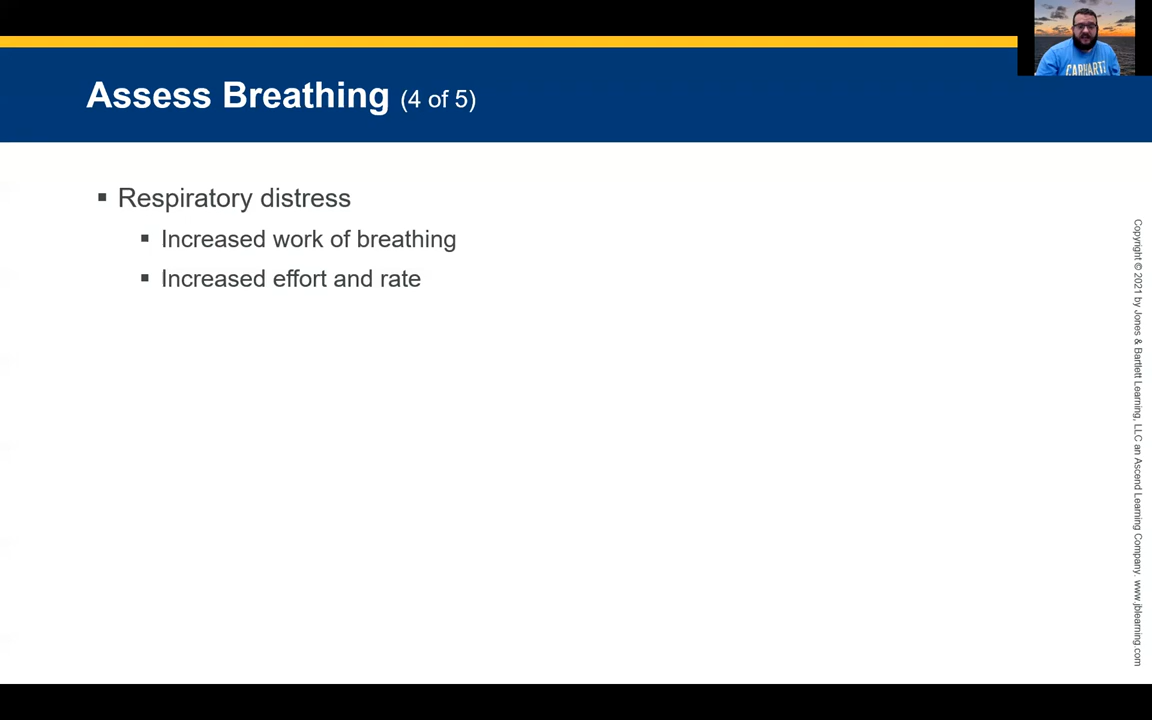 Assess Breathing (4 of 5)
Respiratory distress
Increased work of breathing
Increased effort and rate
Copyright © 2021 by Jones & Bartlett Learning, LLC an Ascend Learning Company. www.jblearning.com
CARHARTT